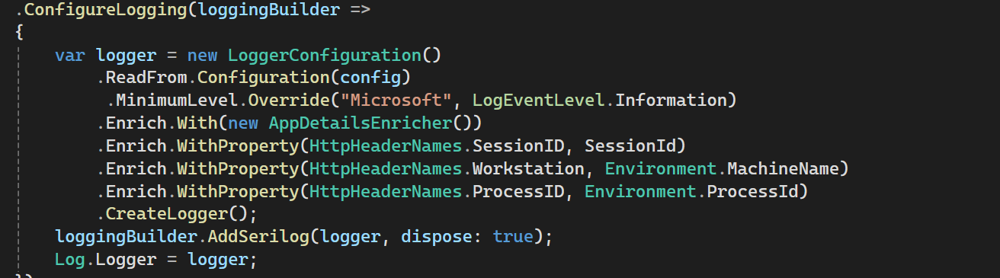 .ConfigureLogging(loggingBuilder =>
{
    var logger = new LoggerConfiguration()
        .ReadFrom.Configuration(config)
         .MinimumLevel.Override("Microsoft", LogEventLevel.Information)
        .Enrich.With(new AppDetailsEnricher())
        .Enrich.WithProperty(HttpHeaderNames.SessionID, SessionId)
        .Enrich.WithProperty(HttpHeaderNames.Workstation, Environment.MachineName)
        .Enrich.WithProperty(HttpHeaderNames.ProcessID, Environment.ProcessId)
        .CreateLogger();
    loggingBuilder.AddSerilog(logger, dispose: true);
    Log.Logger = logger;